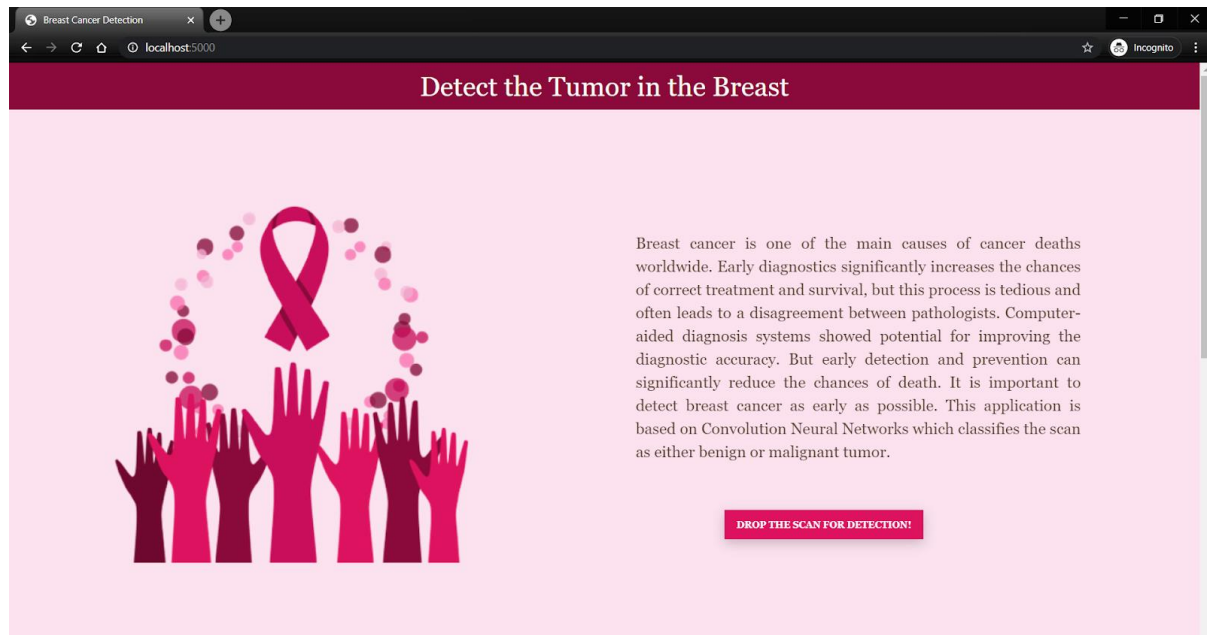 Breast Cancer Detection
localhost:5000
Incognito
Detect the Tumor in the Breast
Breast cancer is one of the main causes of cancer deaths
worldwide. Early diagnostics significantly increases the chances
of correct treatment and survival, but this process is tedious and
often leads to a disagreement between pathologists. Computer-
aided diagnosis systems showed potential for improving the
diagnostic accuracy. But early detection and prevention can
significantly reduce the chances of death. It is important to
detect breast cancer as early as possible. This application is
based on Convolution Neural Networks which classifies the scan
as either benign or malignant tumor.
DROP THE SCAN FOR DETECTION!